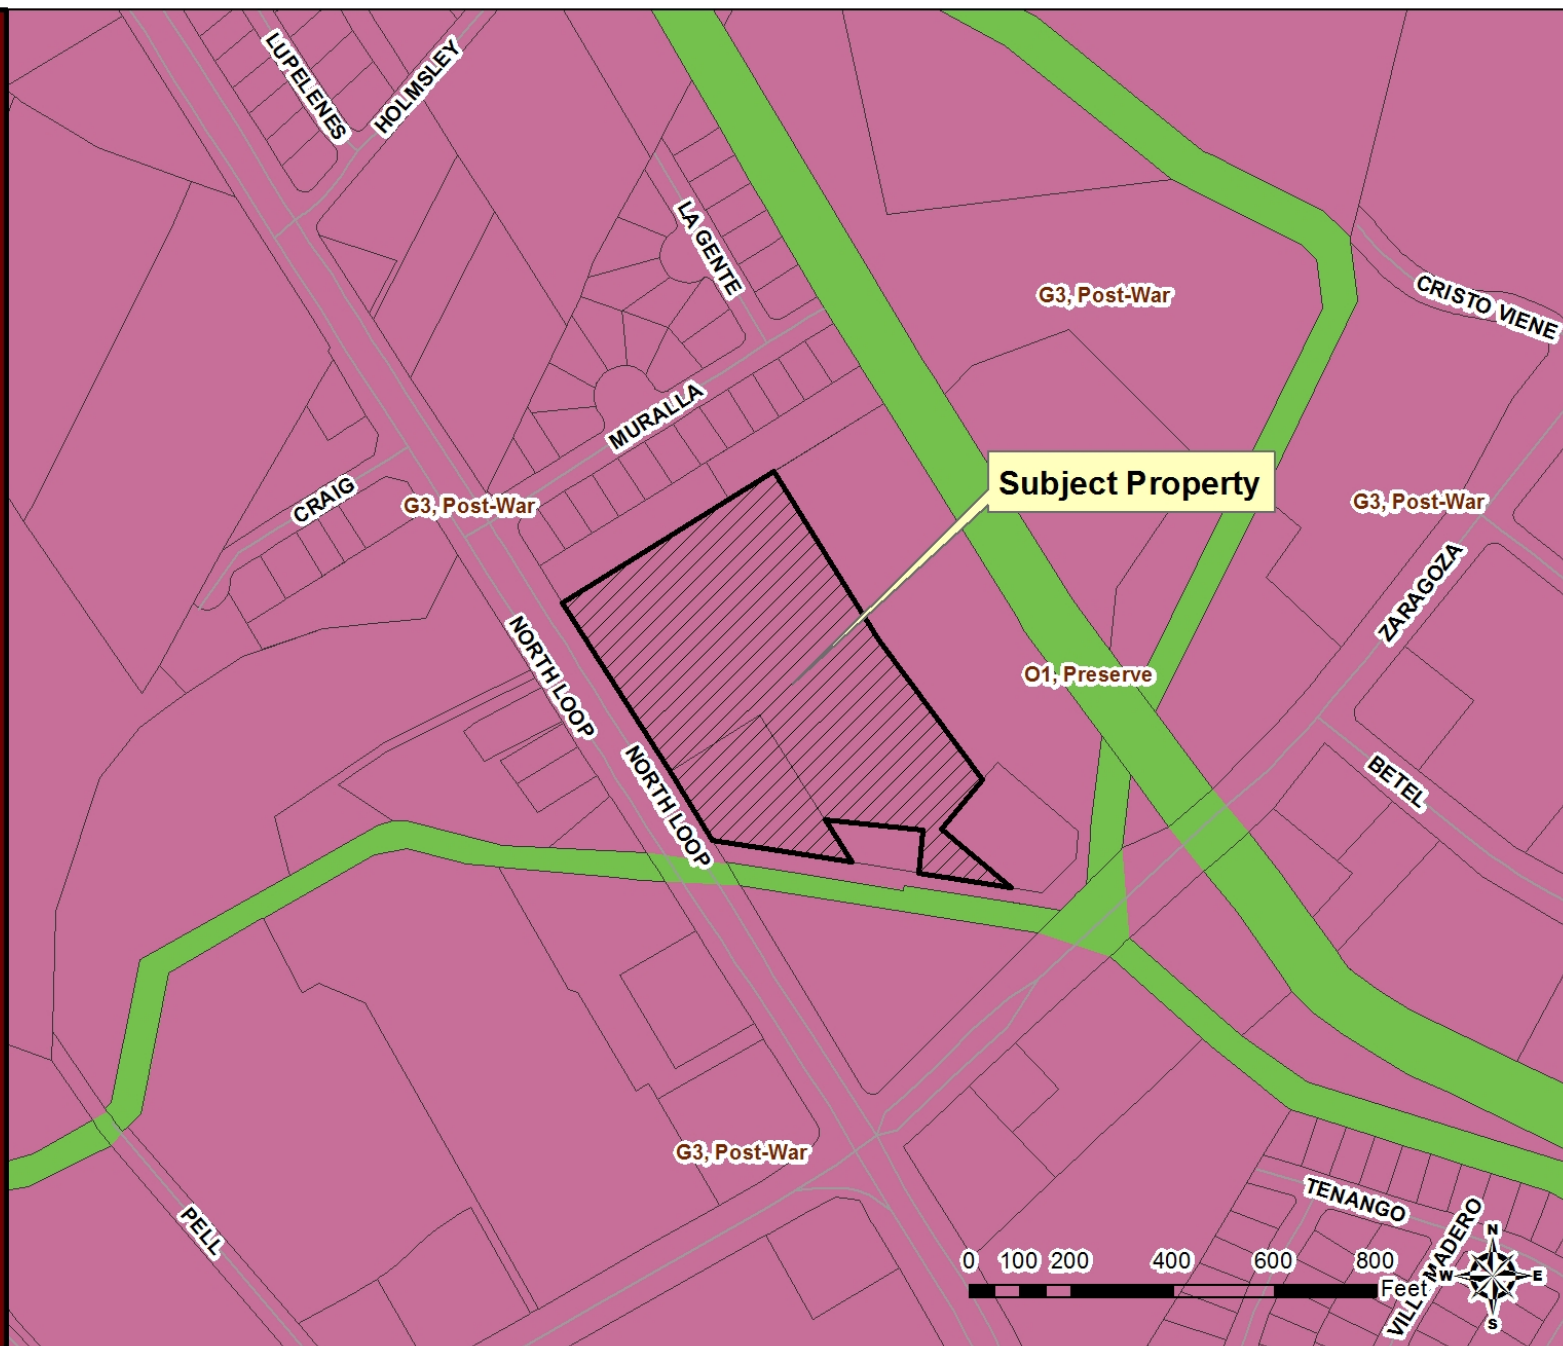 LUPELENES
HOLMSLEY
LA GENTE
G3, Post-War
CRISTO VIENE
MURALLA
Subject Property
CRAIG
G3, Post-War
G3, Post-War
ZARAGOZA
NORTH LOOP
O1, Preserve
NORTH LOOP
BETEL
G3, Post-War
PELL
TENANGO
MADERO
0 100 200 400 600 800
Feet
N
W
E
S